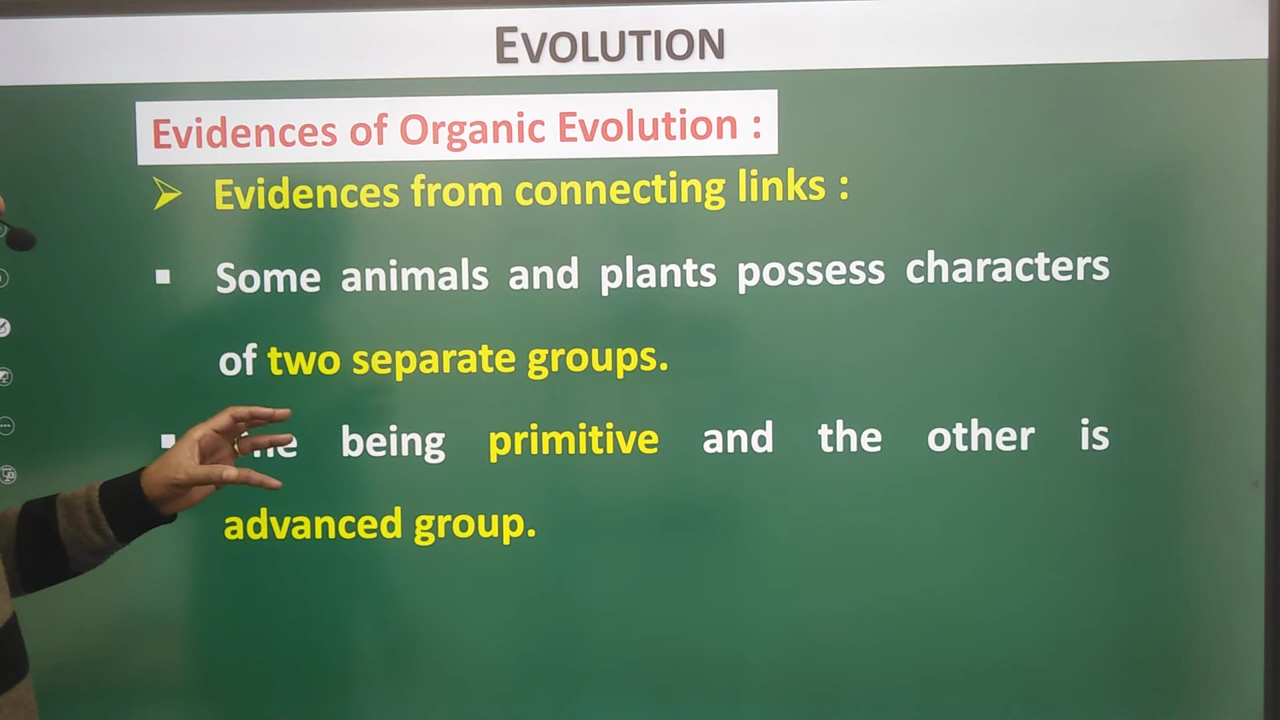 EVOLUTION
Evidences of Organic Evolution :
➢ Evidences from connecting links :
▪ Some animals and plants possess characters
of two separate groups.
▪ being primitive and the other is
advanced group.